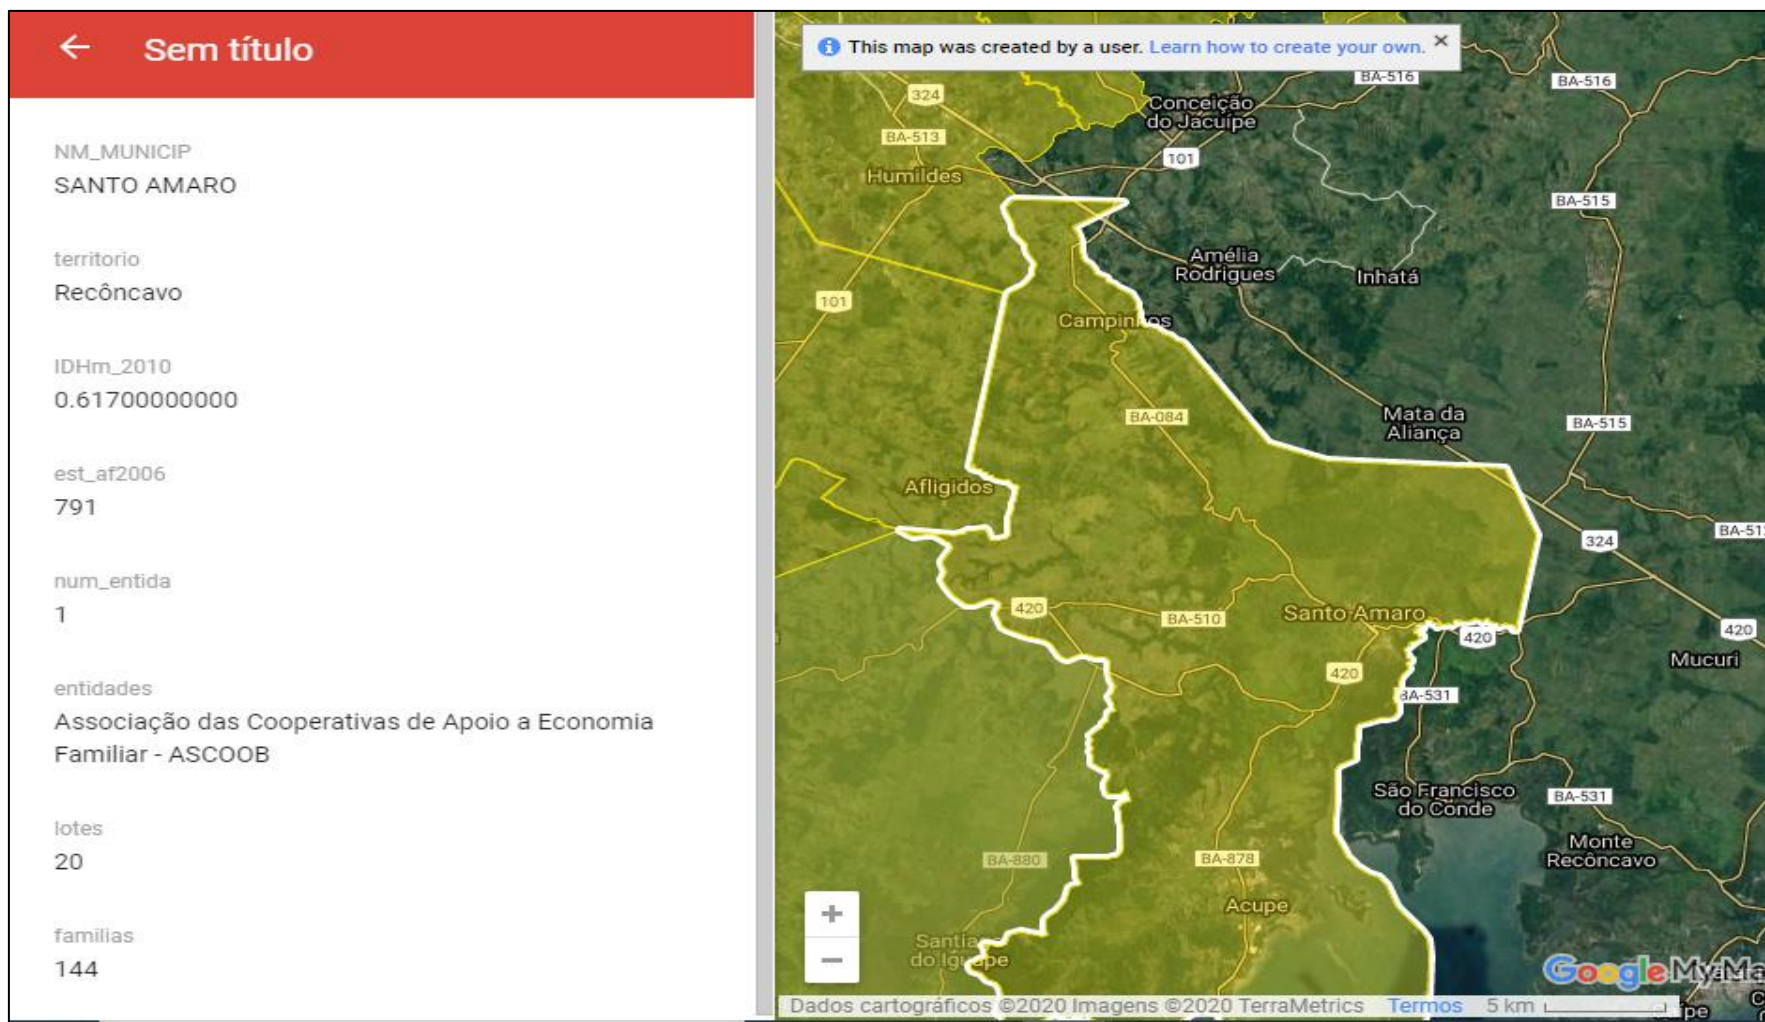 Sem título
NM_MUNICIP
SANTO AMARO
territorio
Recôncavo
IDHm_2010
0.61700000000
est_af2006
791
num_entida
1
entidades
Associação das Cooperativas de Apoio a Economia
Familiar - ASCOOB
lotes
20
familias
144
This map was created by a user. Learn how to create your own.
BA-516
BA-516
324
Conceição
do Jacuípe
BA-513
101
Humildes
BA-515
Amélia
Rodrigues
Inhatá
101
Campinhos
BA-084
Mata da
Aliança
BA-515
Afligidos
324
420
BA-510
Santo Amaro
420
420
Mucuri
420
BA-531
São Francisco
do Conde
BA-531
Monte
Recôncavo
BA-880
BA-878
Acupe
+
do Iguape
−
Google
Dados cartográficos ©2020 Imagens ©2020 TerraMetrics Termos 5 km